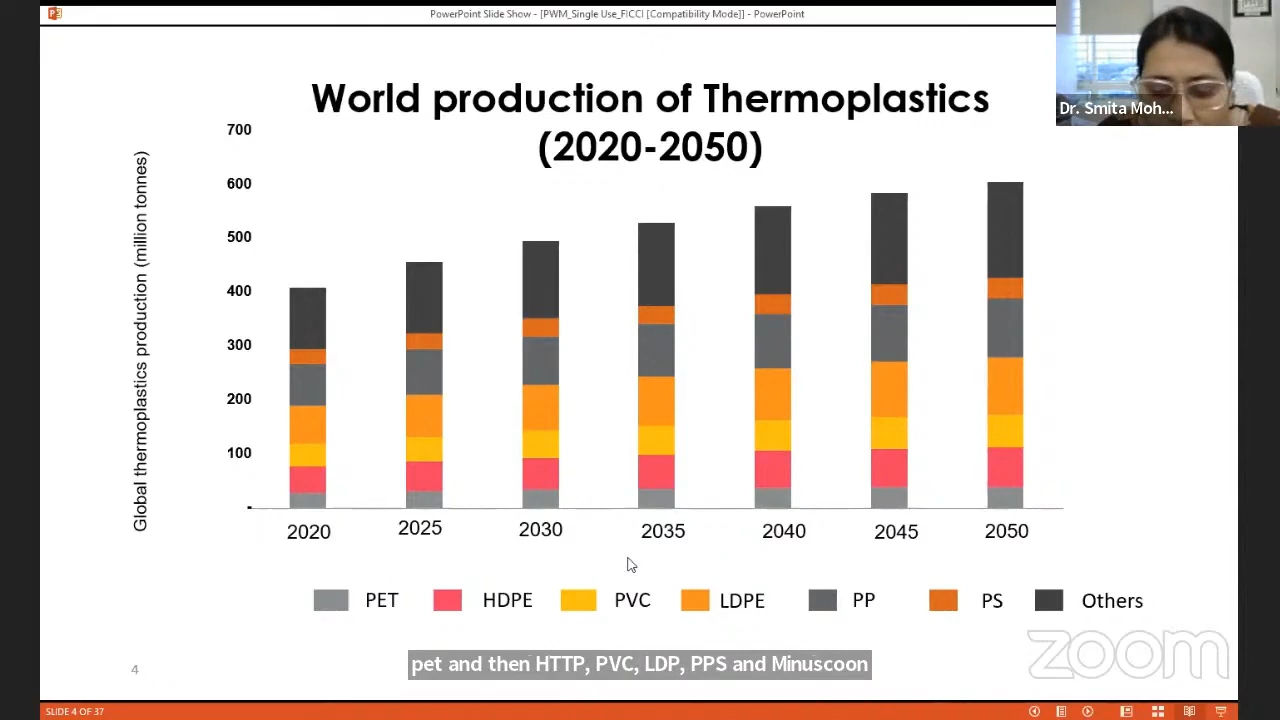 PowerPoint Slide Show - [PWM_Single Use_FICCI [Compatibility Mode]] - PowerPoint
Dr. Smita Moh...
World production of Thermoplastics
(2020-2050)
Global thermoplastics production (million tonnes)
700
600
500
400
300
200
100
-
2020 2025 2030 2035 2040 2045 2050
PET HDPE PVC LDPE PP PS Others
zoom
pet and then HTTP, PVC, LDP, PPS and Minuscoon
4
SLIDE 4 OF 37